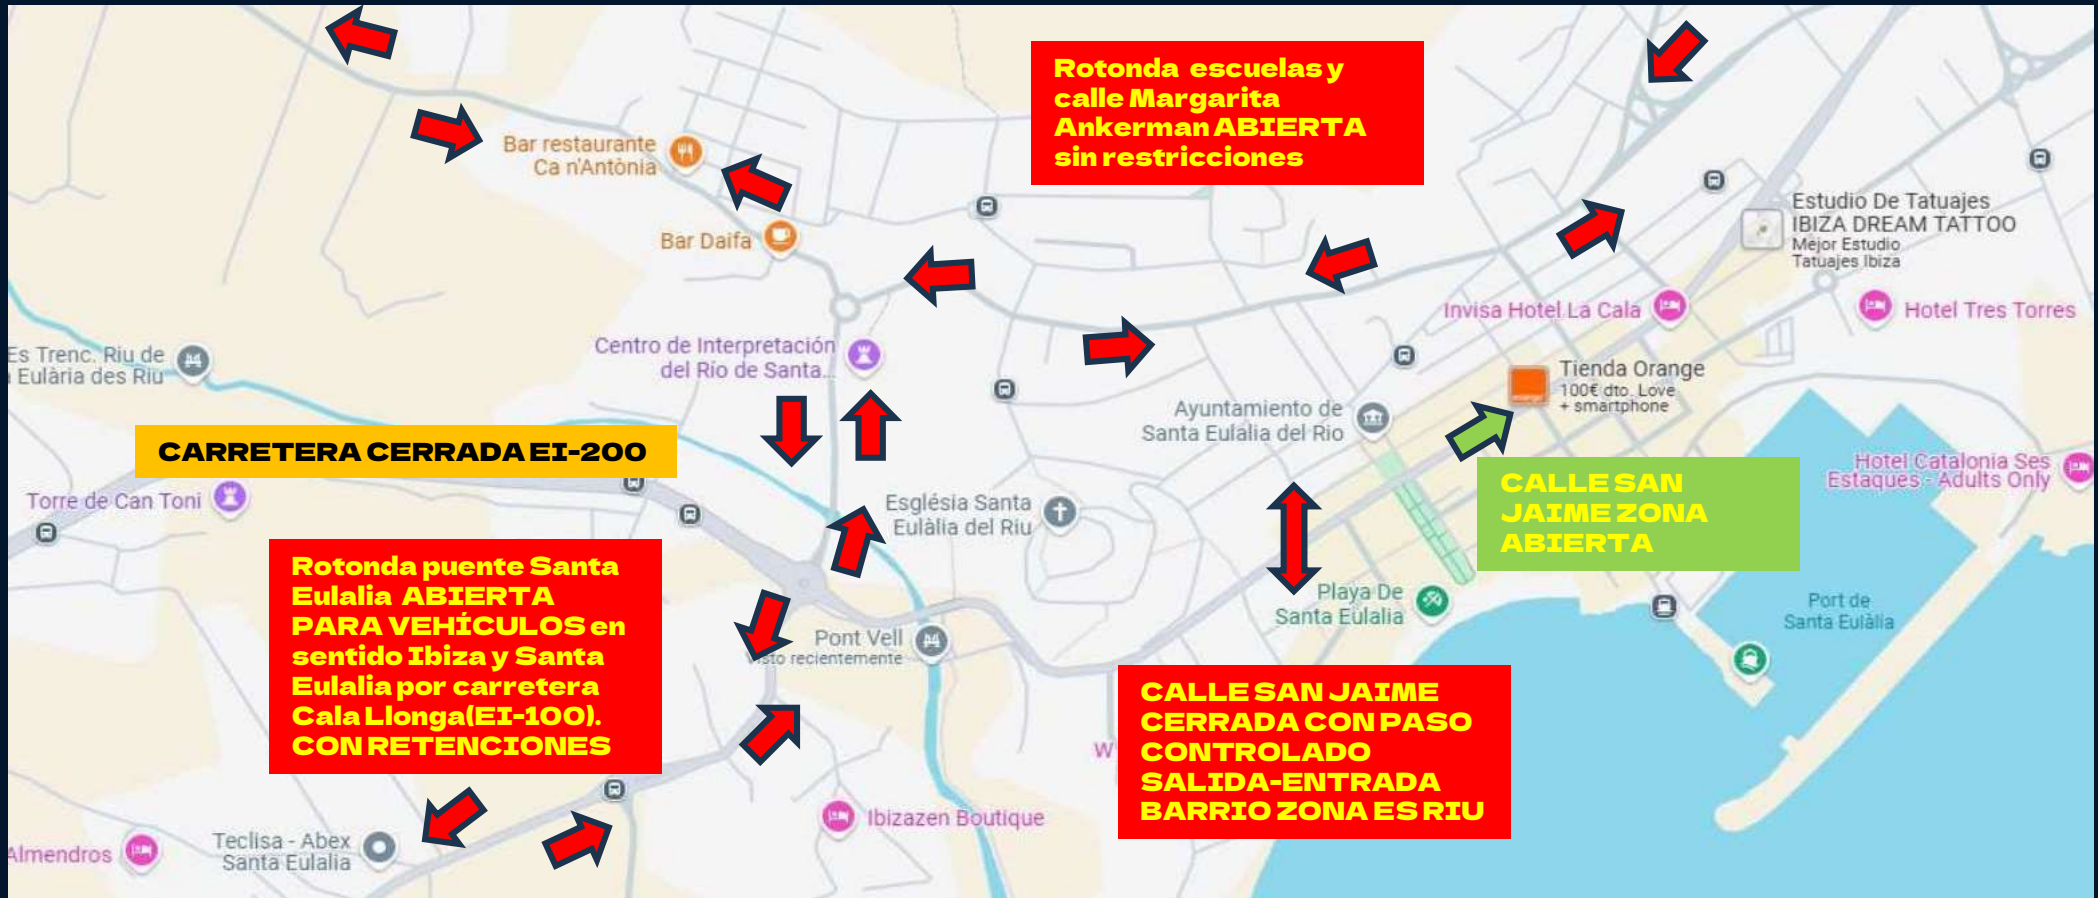 Rotonda escuelas y
calle Margarita
Ankerman ABIERTA
sin restricciones
Bar restaurante
Ca n'Antònia
Bar Daifa
Estudio De Tatuajes
IBIZA DREAM TATTOO
Mejor Estudio
Tatuajes Ibiza
Invisa Hotel La Cala
Hotel Tres Torres
Es Trenc. Riu de
Eulària des Riu
Centro de Interpretación
del Río de Santa...
Tienda Orange
100€ dto. Love
+ smartphone
Ayuntamiento de
Santa Eulalia del Rio
CARRETERA CERRADA EI-200
Torre de Can Toni
Església Santa
Eulàlia del Riu
CALLE SAN
JAIME ZONA
ABIERTA
Hotel Catalonia Ses
Estaques - Adults Only
Rotonda puente Santa
Eulalia ABIERTA
PARA VEHÍCULOS en
sentido Ibiza y Santa
Eulalia por carretera
Cala Llonga(EI-100).
CON RETENCIONES
Pont Vell
Visto recientemente
Playa De
Santa Eulalia
Port de
Santa Eulàlia
CALLE SAN JAIME
CERRADA CON PASO
CONTROLADO
SALIDA-ENTRADA
BARRIO ZONA ES RIU
W
Ibizazen Boutique
Almendros
Teclisa - Abex
Santa Eulalia